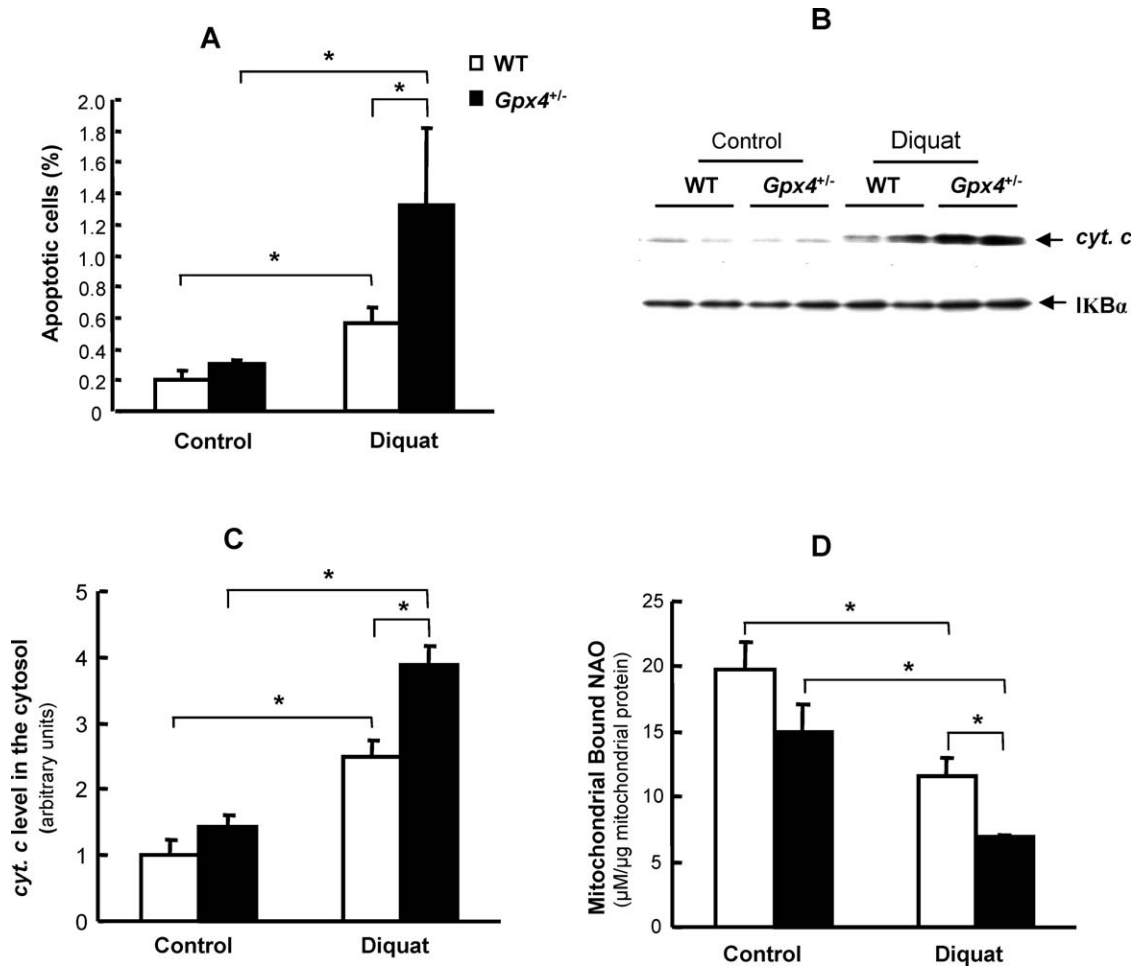 A
WT
Gpx4+/-
*
*
*
Apoptotic cells (%)
2.0
1.8
1.6
1.4
1.2
1.0
0.8
0.6
0.4
0.2
0
Control
Diquat
B
Control
Diquat
WT
Gpx4+/-
WT
Gpx4+/-
cyt. c
IKBα
C
*
*
*
cyt. c level in the cytosol
(arbitrary units)
5
4
3
2
1
0
Control
Diquat
D
*
*
*
Mitochondrial Bound NAO
(µM/µg mitochondrial protein)
25
20
15
10
5
0
Control
Diquat